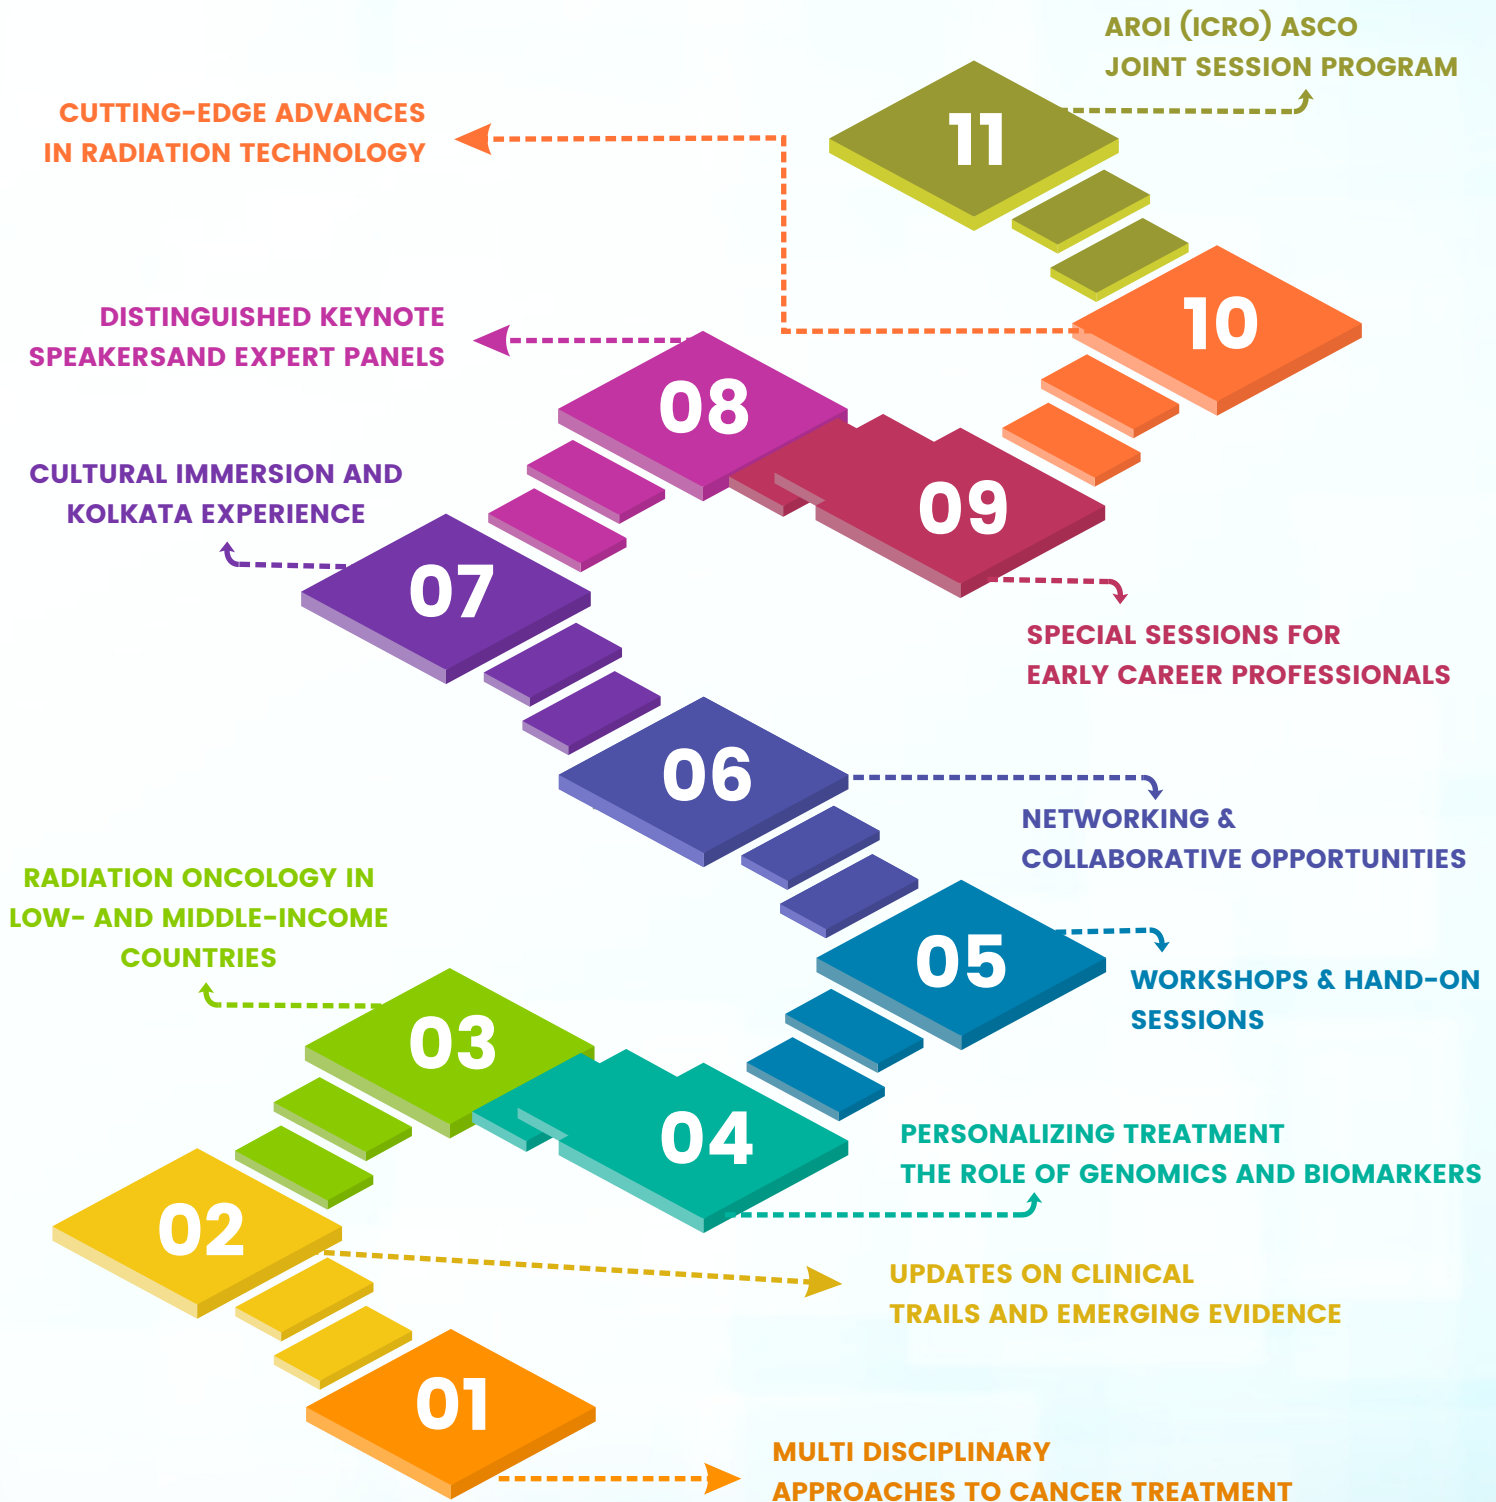 AROI (ICRO) ASCO
JOINT SESSION PROGRAM
11
CUTTING-EDGE ADVANCES
IN RADIATION TECHNOLOGY
10
DISTINGUISHED KEYNOTE
SPEAKERSAND EXPERT PANELS
08
09
CULTURAL IMMERSION AND
KOLKATA EXPERIENCE
07
SPECIAL SESSIONS FOR
EARLY CAREER PROFESSIONALS
06
NETWORKING &
COLLABORATIVE OPPORTUNITIES
RADIATION ONCOLOGY IN
LOW- AND MIDDLE-INCOME
COUNTRIES
05
WORKSHOPS & HAND-ON
SESSIONS
03
04
PERSONALIZING TREATMENT
THE ROLE OF GENOMICS AND BIOMARKERS
02
UPDATES ON CLINICAL
TRAILS AND EMERGING EVIDENCE
01
MULTI DISCIPLINARY
APPROACHES TO CANCER TREATMENT